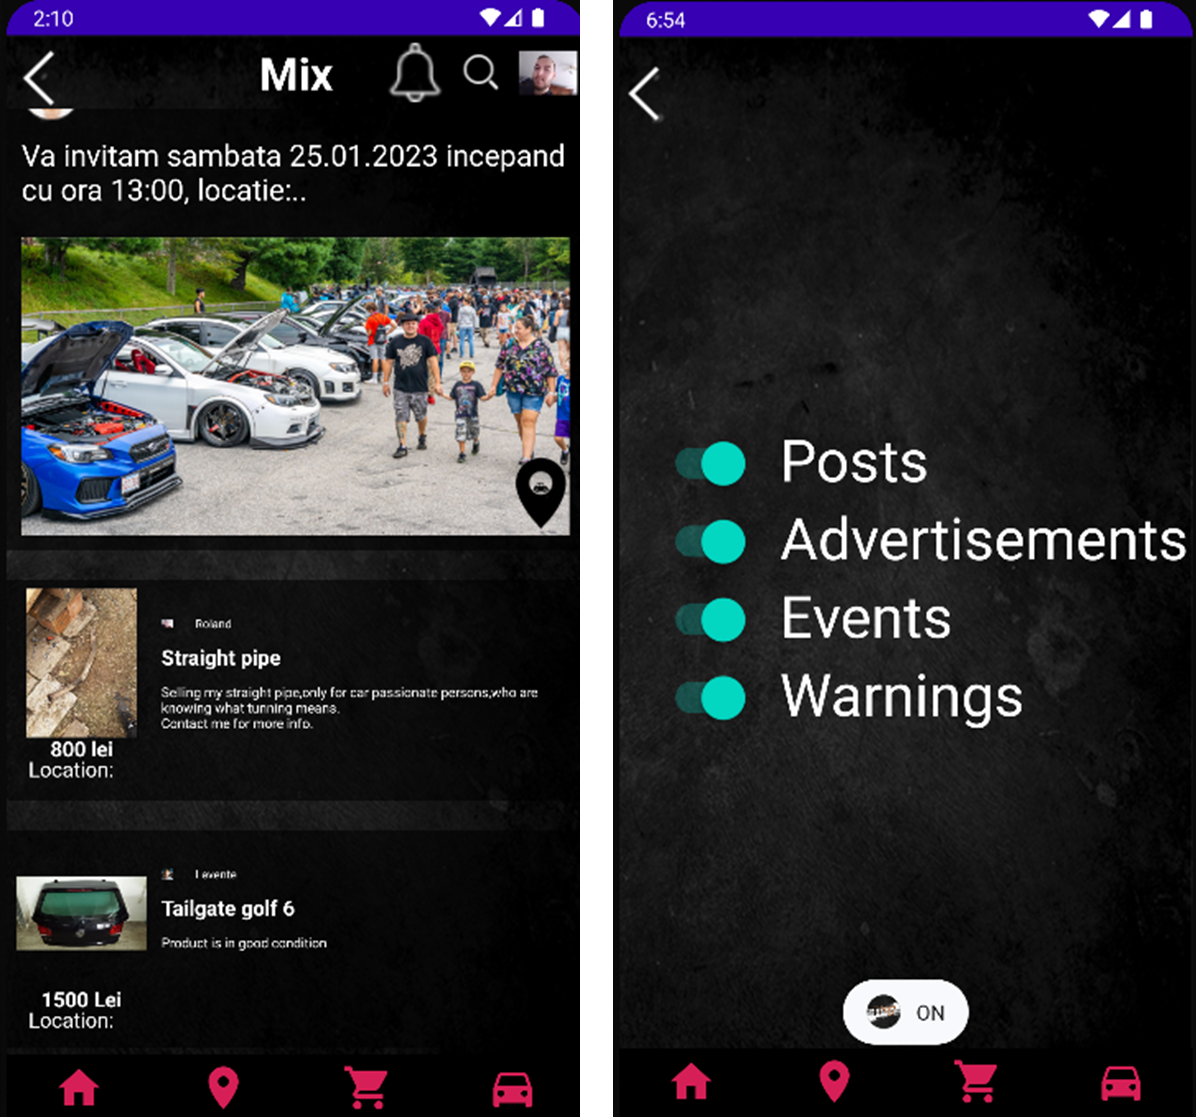 2:10
Mix
Va invitam sambata 25.01.2023 incepand
cu ora 13:00, locatie:..
Roland
Straight pipe
Selling my straight pipe,only for car passionate persons,who are
knowing what tunning means.
Contact me for more info.
800 lei
Location:
Levente
Tailgate golf 6
Product is in good condition
1500 Lei
Location:
6:54
Posts
Advertisements
Events
Warnings
ON